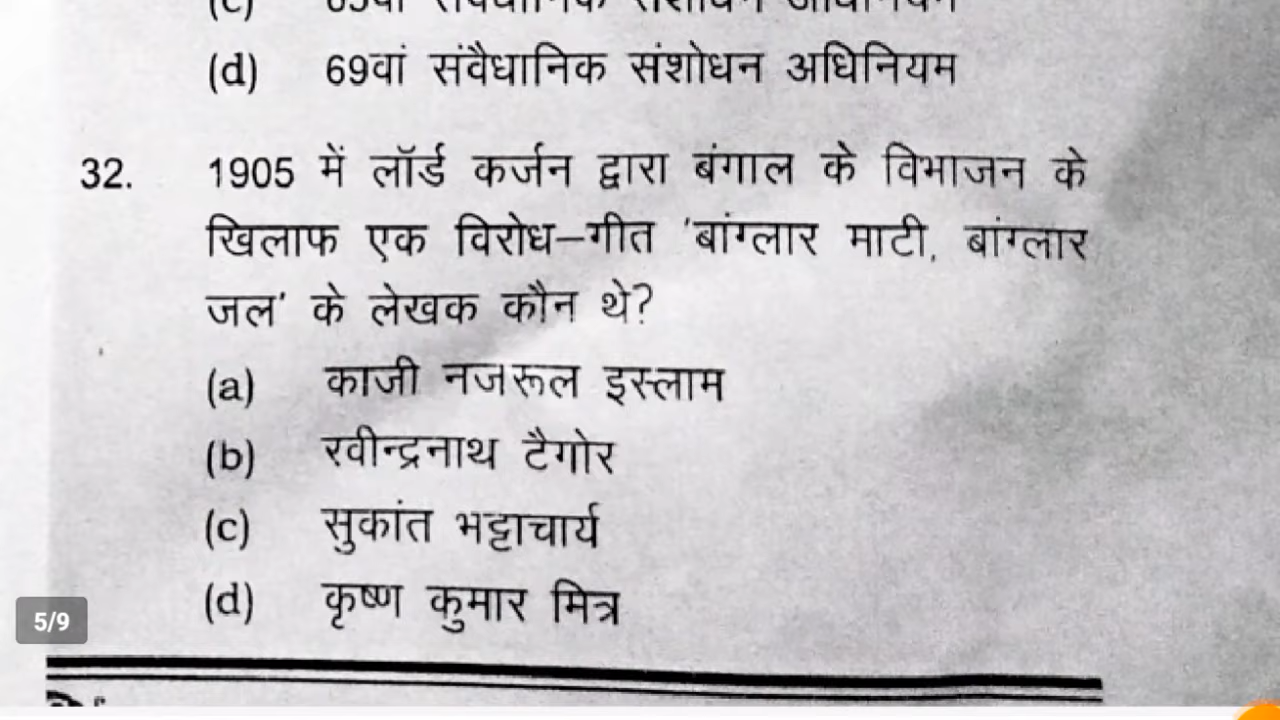 (d) 69वां संवैधानिक संशोधन अधिनियम
32. 1905 में लॉर्ड कर्जन द्वारा बंगाल के विभाजन के
खिलाफ एक विरोध–गीत 'बांग्लार माटी, बांग्लार
जल' के लेखक कौन थे?
(a) काजी नजरूल इस्लाम
(b) रवीन्द्रनाथ टैगोर
(c) सुकांत भट्टाचार्य
(d) कृष्ण कुमार मित्र
5/9